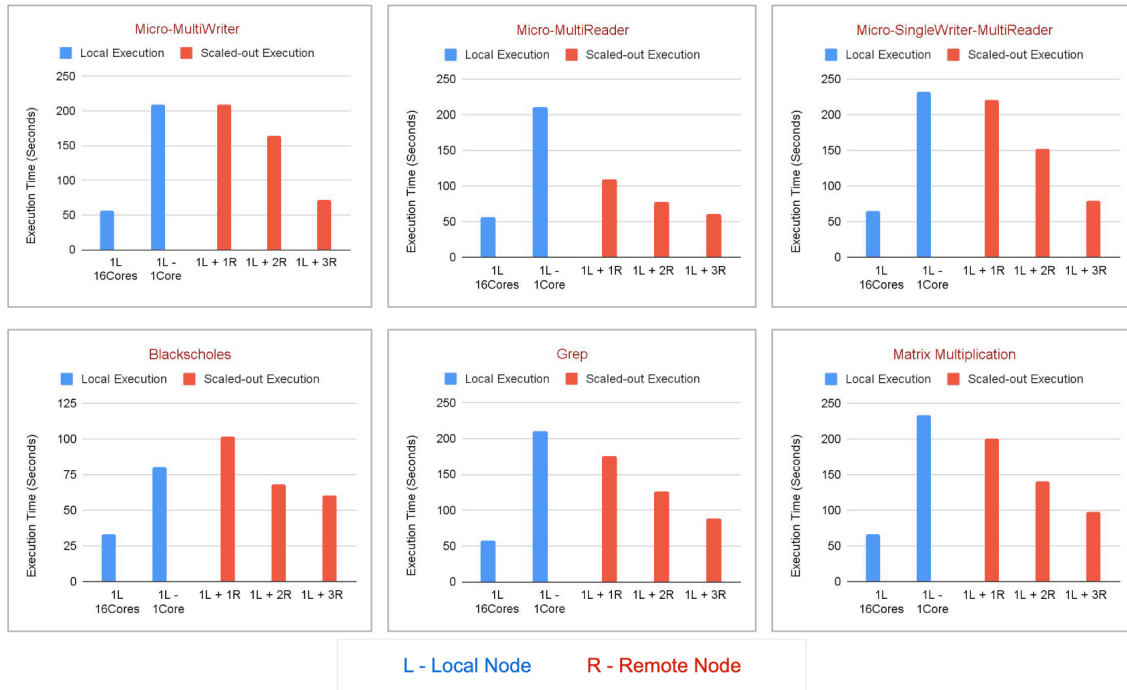 Micro-MultiWriter
Local Execution Scaled-out Execution
Execution Time (Seconds)
250
200
150
100
50
0
1L 16Cores
1L - 1Core
1L + 1R
1L + 2R
1L + 3R
Micro-MultiReader
Local Execution Scaled-out Execution
Execution Time (Seconds)
250
200
150
100
50
0
1L 16Cores
1L - 1Core
1L + 1R
1L + 2R
1L + 3R
Micro-SingleWriter-MultiReader
Local Execution Scaled-out Execution
Execution Time (Seconds)
250
200
150
100
50
0
1L 16Cores
1L - 1Core
1L + 1R
1L + 2R
1L + 3R
Blackscholes
Local Execution Scaled-out Execution
Execution Time (Seconds)
125
100
75
50
25
0
1L 16Cores
1L - 1Core
1L + 1R
1L + 2R
1L + 3R
Grep
Local Execution Scaled-out Execution
Execution Time (Seconds)
250
200
150
100
50
0
1L 16Cores
1L - 1Core
1L + 1R
1L + 2R
1L + 3R
Matrix Multiplication
Local Execution Scaled-out Execution
Execution Time (Seconds)
250
200
150
100
50
0
1L 16Cores
1L - 1Core
1L + 1R
1L + 2R
1L + 3R
L - Local Node R - Remote Node